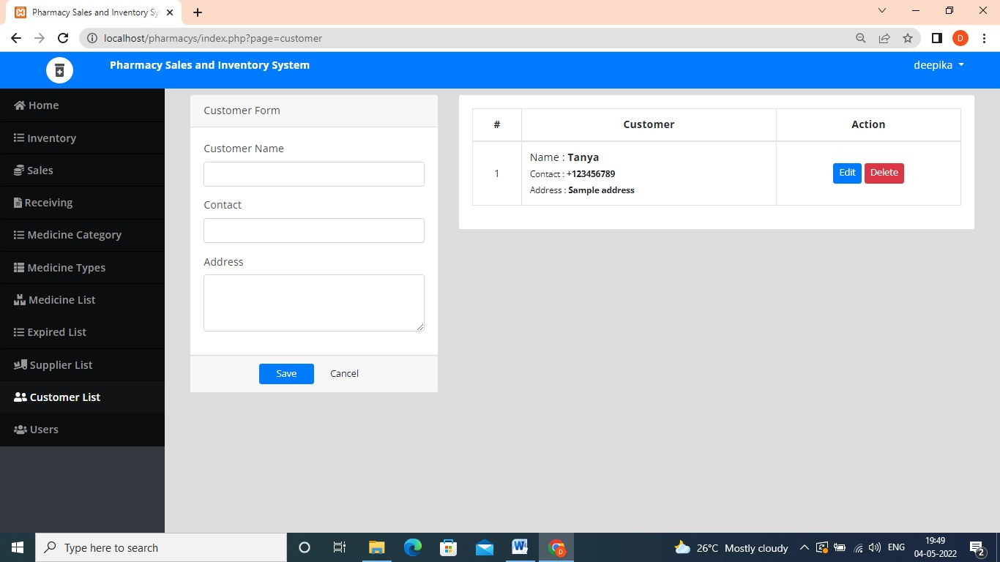 Pharmacy Sales and Inventory Sy
localhost/pharmacys/index.php?page=customer
D
Pharmacy Sales and Inventory System
deepika
Home
Inventory
Sales
Receiving
Medicine Category
Medicine Types
Medicine List
Expired List
Supplier List
Customer List
Users
Customer Form
Customer Name
Contact
Address
Save Cancel
# Customer Action
1
Name : Tanya
Contact : +123456789
Address : Sample address
Edit Delete
Type here to search
W
D
26°C Mostly cloudy
ENG
19:49
04-05-2022
2